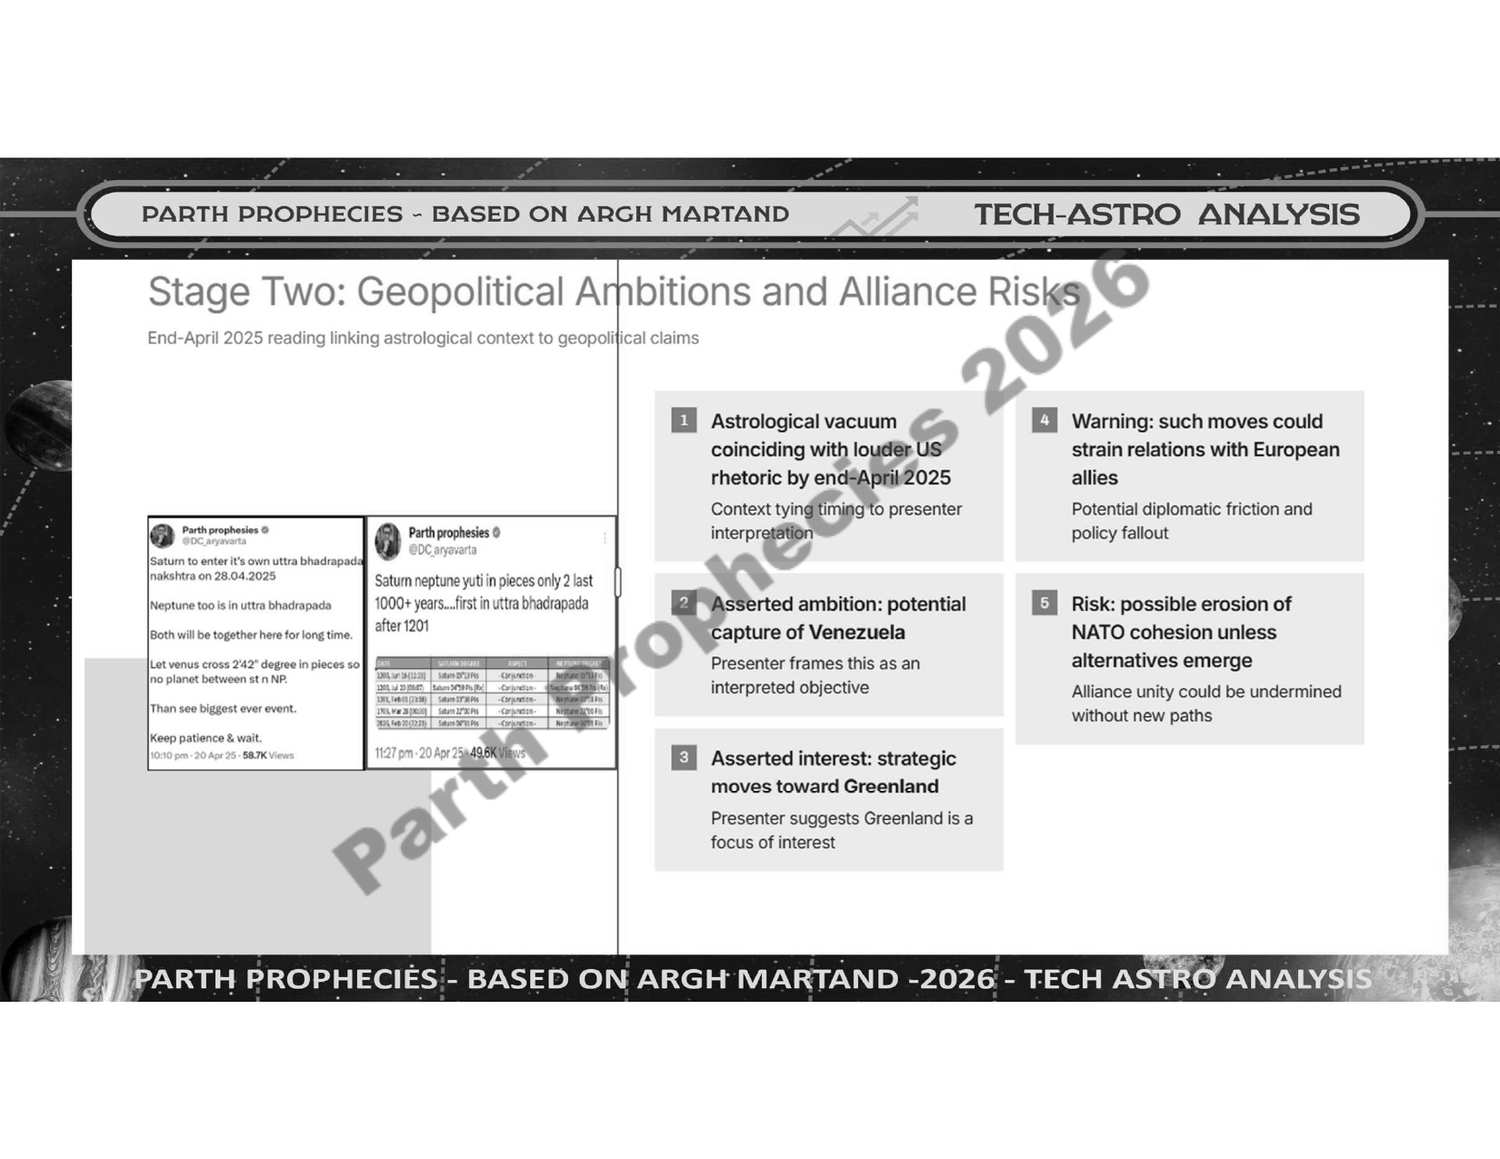 PARTH PROPHECIES ~ BASED ON ARGH MARTAND
TECH-ASTRO ANALYSIS
Stage Two: Geopolitical Ambitions and Alliance Risks
End-April 2025 reading linking astrological context to geopolitical claims
Parth prophesies
@DC_aryavarta
Saturn to enter it's own uttra bhadrapada
nakshtra on 28.04.2025
Neptune too is in uttra bhadrapada
Both will be together here for long time.
Let venus cross 2'42" degree in pieces so
no planet between st n NP.
Than see biggest ever event.
Keep patience & wait.
10:10 pm · 20 Apr 25 · 58.7K Views
Parth prophesies
@DC_aryavarta
Saturn neptune yuti in pieces only 2 last
1000+ years....first in uttra bhadrapada
after 1201
DATE SATURN DEGREE ASPECT NEPTUNE DEGREE
11:27 pm · 20 Apr 25 · 49.6K Views
1
Astrological vacuum
coinciding with louder US
rhetoric by end-April 2025
Context tying timing to presenter
interpretation
2
Asserted ambition: potential
capture of Venezuela
Presenter frames this as an
interpreted objective
3
Asserted interest: strategic
moves toward Greenland
Presenter suggests Greenland is a
focus of interest
4
Warning: such moves could
strain relations with European
allies
Potential diplomatic friction and
policy fallout
5
Risk: possible erosion of
NATO cohesion unless
alternatives emerge
Alliance unity could be undermined
without new paths
Parth Prophecies 2026
PARTH PROPHECIES - BASED ON ARGH MARTAND -2026 - TECH ASTRO ANALYSIS